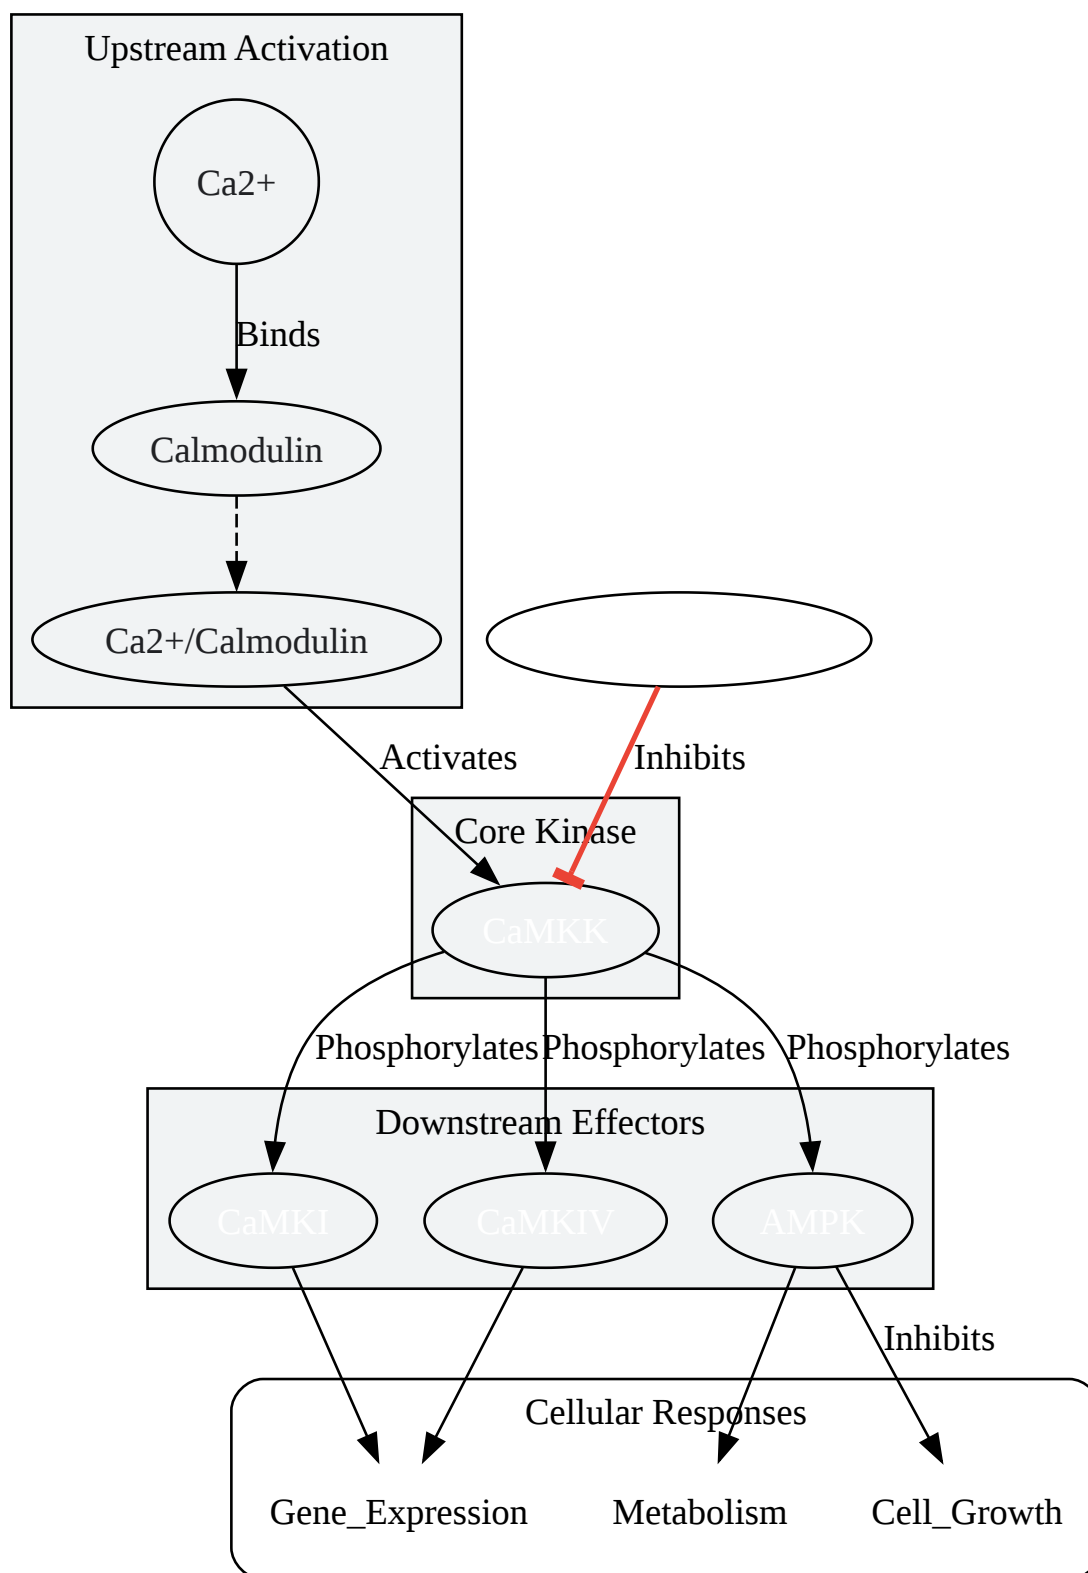 Upstream Activation
Ca2+
Binds
Calmodulin
Ca2+/Calmodulin
Activates
Inhibits
Core Kinase
CaMKK
Phosphorylates
Phosphorylates
Phosphorylates
Downstream Effectors
CaMKI
CaMKIV
AMPK
Inhibits
Cellular Responses
Gene_Expression
Metabolism
Cell_Growth